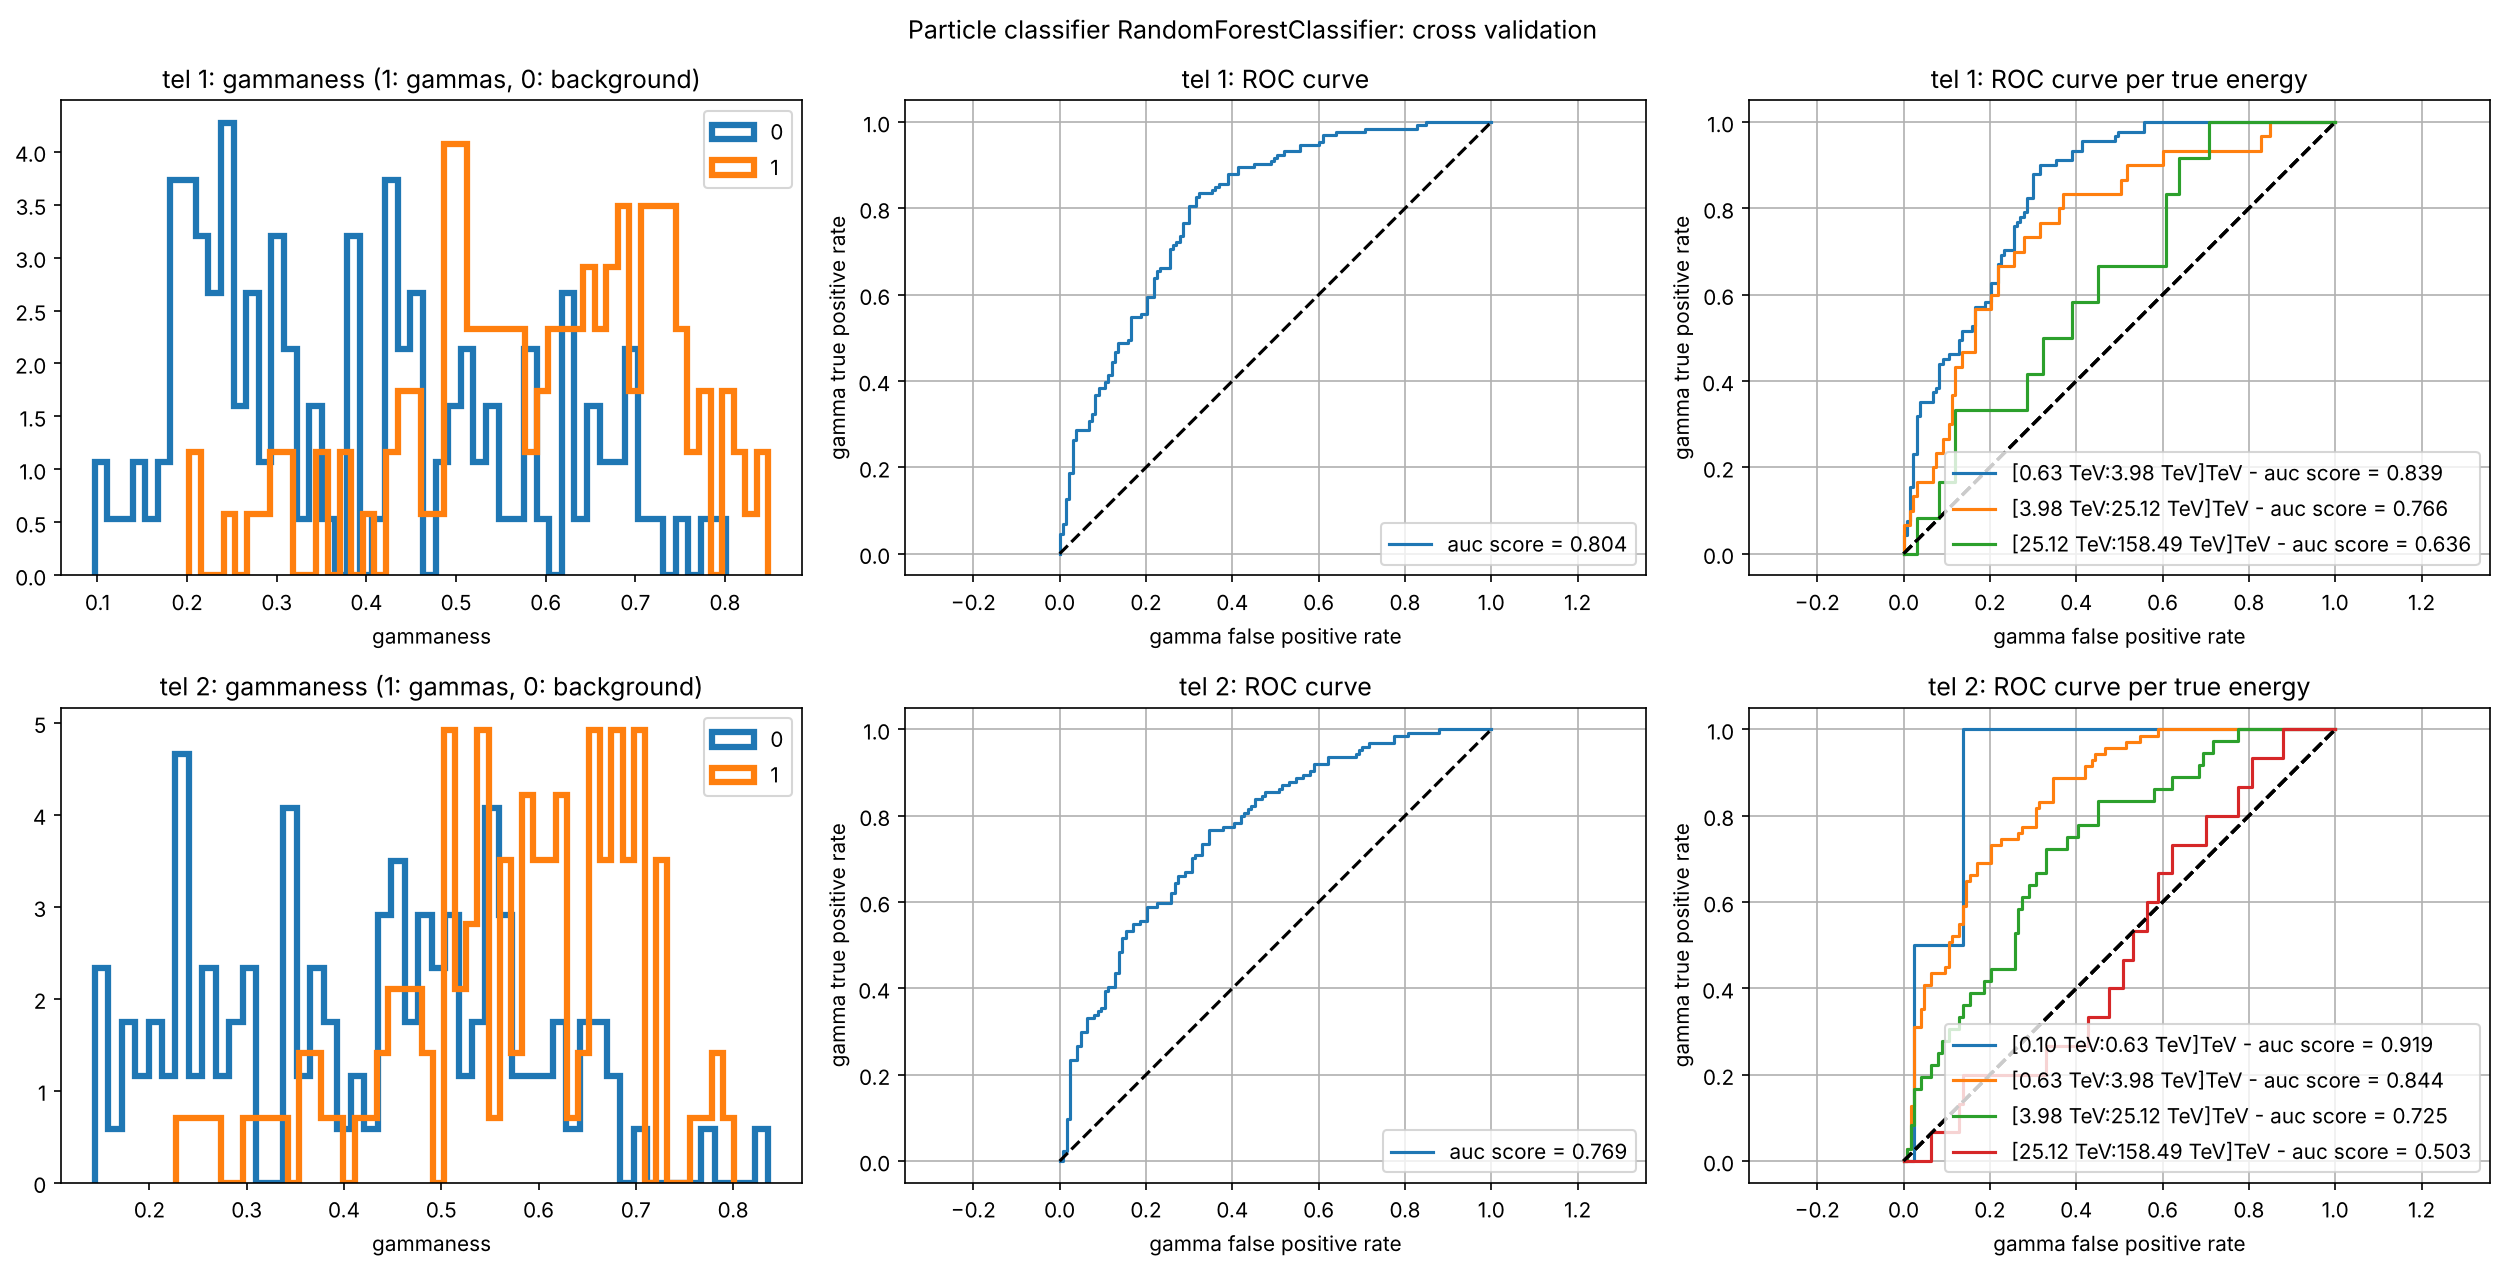 Particle classifier RandomForestClassifier: cross validation
tel 1: gammaness (1: gammas, 0: background)
0
1
4.0
3.5
3.0
2.5
2.0
1.5
1.0
0.5
0.0
0.1 0.2 0.3 0.4 0.5 0.6 0.7 0.8
gammaness
tel 1: ROC curve
gamma true positive rate
1.0
0.8
0.6
0.4
0.2
0.0
auc score = 0.804
−0.2 0.0 0.2 0.4 0.6 0.8 1.0 1.2
gamma false positive rate
tel 1: ROC curve per true energy
gamma true positive rate
1.0
0.8
0.6
0.4
0.2
0.0
[0.63 TeV:3.98 TeV]TeV - auc score = 0.839
[3.98 TeV:25.12 TeV]TeV - auc score = 0.766
[25.12 TeV:158.49 TeV]TeV - auc score = 0.636
−0.2 0.0 0.2 0.4 0.6 0.8 1.0 1.2
gamma false positive rate
tel 2: gammaness (1: gammas, 0: background)
0
1
5
4
3
2
1
0
0.2 0.3 0.4 0.5 0.6 0.7 0.8
gammaness
tel 2: ROC curve
gamma true positive rate
1.0
0.8
0.6
0.4
0.2
0.0
auc score = 0.769
−0.2 0.0 0.2 0.4 0.6 0.8 1.0 1.2
gamma false positive rate
tel 2: ROC curve per true energy
gamma true positive rate
1.0
0.8
0.6
0.4
0.2
0.0
[0.10 TeV:0.63 TeV]TeV - auc score = 0.919
[0.63 TeV:3.98 TeV]TeV - auc score = 0.844
[3.98 TeV:25.12 TeV]TeV - auc score = 0.725
[25.12 TeV:158.49 TeV]TeV - auc score = 0.503
−0.2 0.0 0.2 0.4 0.6 0.8 1.0 1.2
gamma false positive rate